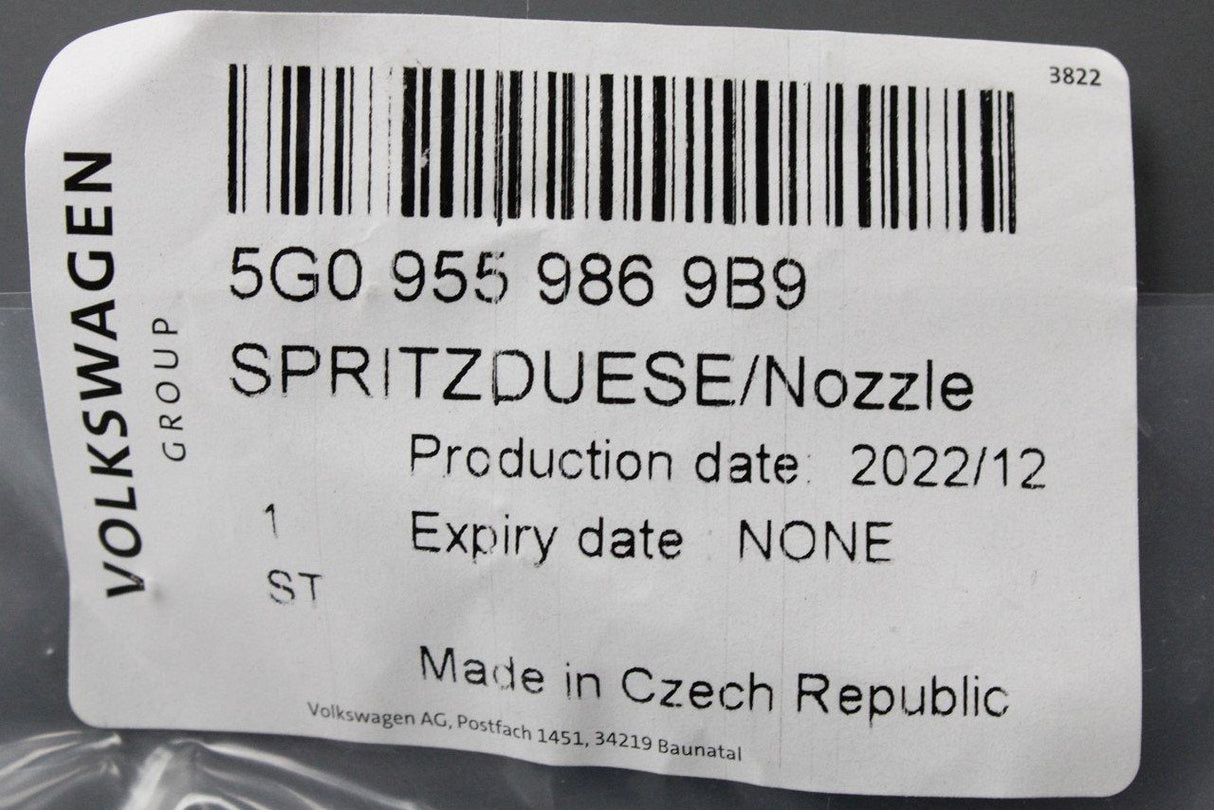 3822
VOLKSWAGEN
GROUP
5G0 955 986 9B9
SPRITZDUESE/Nozzle
Production date: 2022/12
1 Expiry date : NONE
ST
Made in Czech Republic
Volkswagen AG, Postfach 1451, 34219 Baunatal